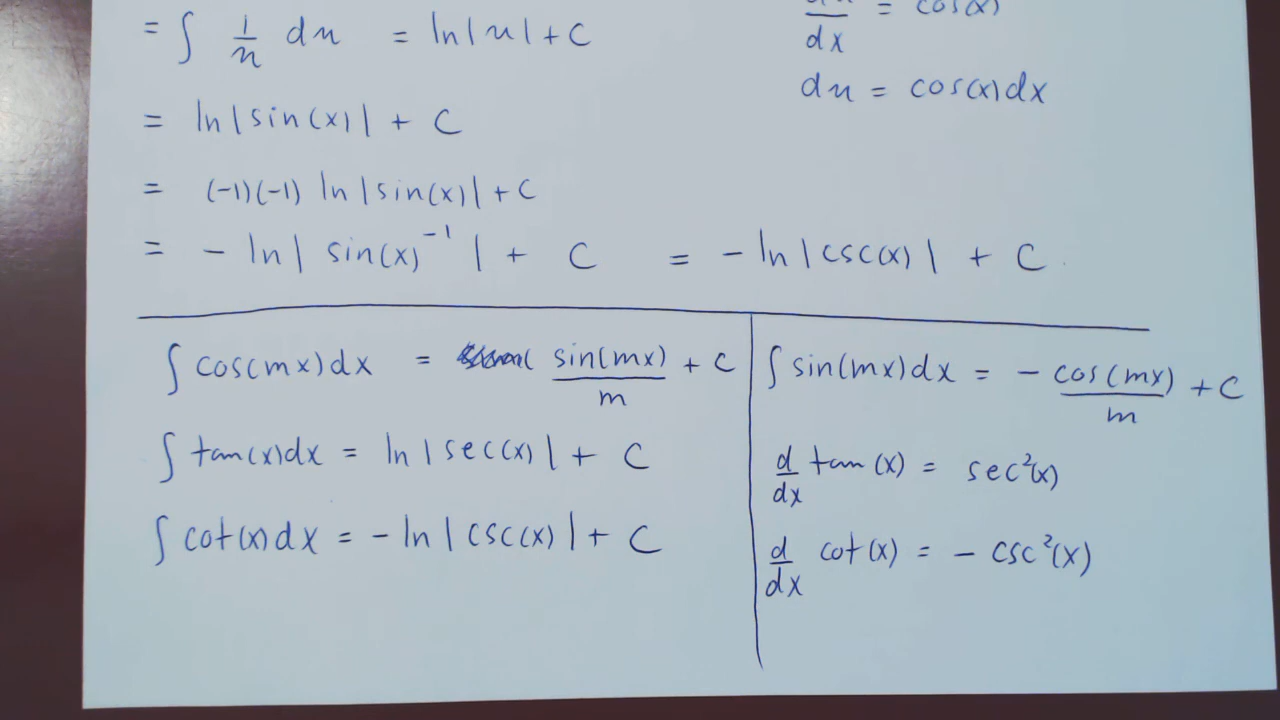 = ∫ 1/u du = ln|u| + C
= cos(x)
dx
du = cos(x)dx
= ln|sin(x)| + C
= (-1)(-1) ln|sin(x)| + C
= - ln| sin(x)⁻¹ | + C = - ln|csc(x)| + C
∫ cos(mx)dx = sin(mx)/m + C
∫ tan(x)dx = ln|sec(x)| + C
∫ cot(x)dx = - ln|csc(x)| + C
∫ sin(mx)dx = - cos(mx)/m + C
d/dx tan(x) = sec²(x)
d/dx cot(x) = - csc²(x)